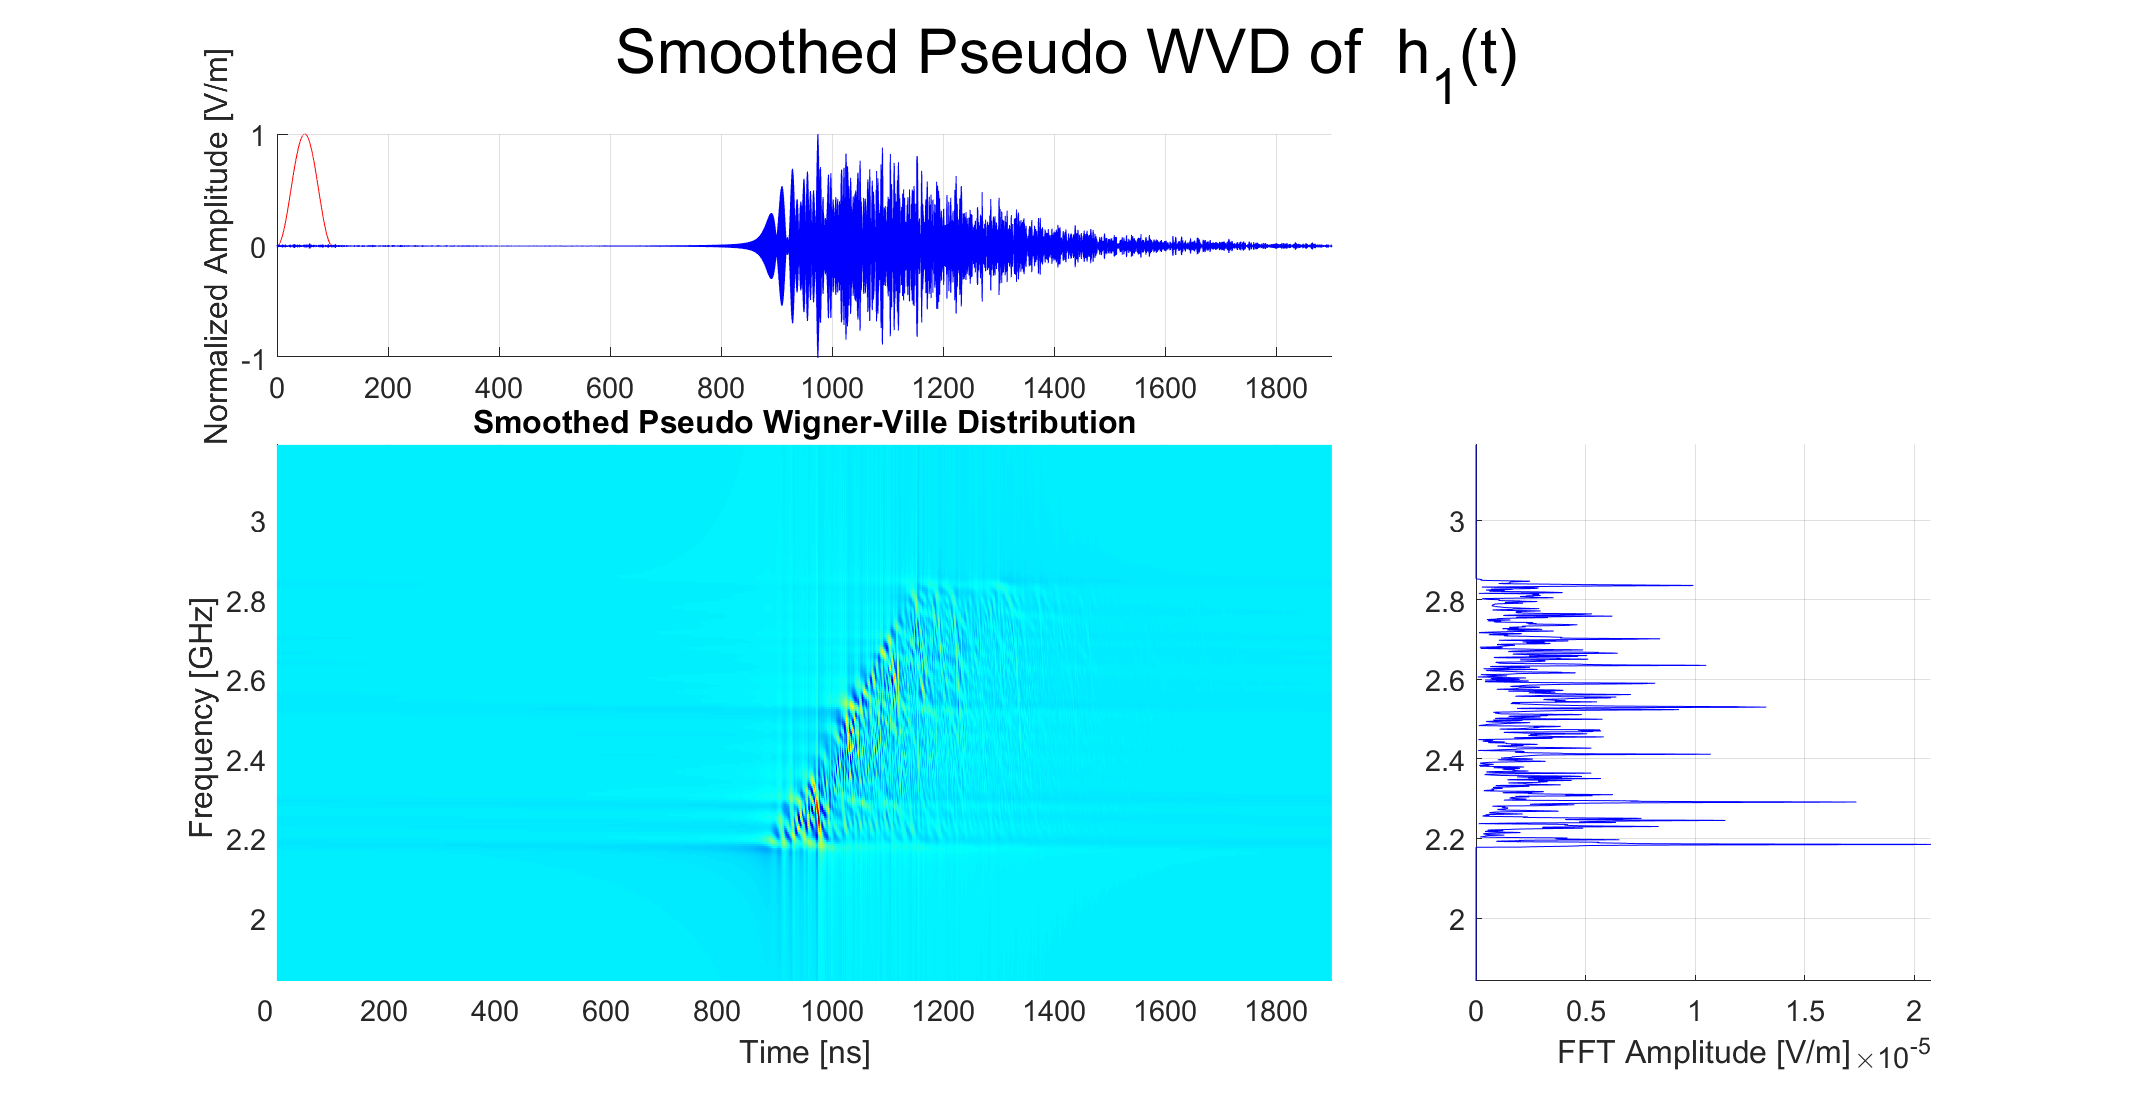 Smoothed Pseudo WVD of h1(t)
Normalized Amplitude [V/m]
1
0
-1
0 200 400 600 800 1000 1200 1400 1600 1800
Smoothed Pseudo Wigner-Ville Distribution
Frequency [GHz]
3
2.8
2.6
2.4
2.2
2
0 200 400 600 800 1000 1200 1400 1600 1800
Time [ns]
3
2.8
2.6
2.4
2.2
2
0 0.5 1 1.5 2
FFT Amplitude [V/m] ×10-5